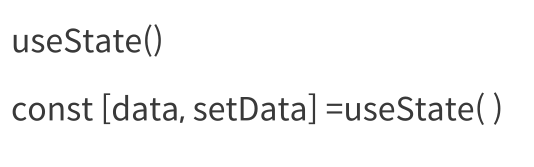 useState()
const [data, setData] =useState( )